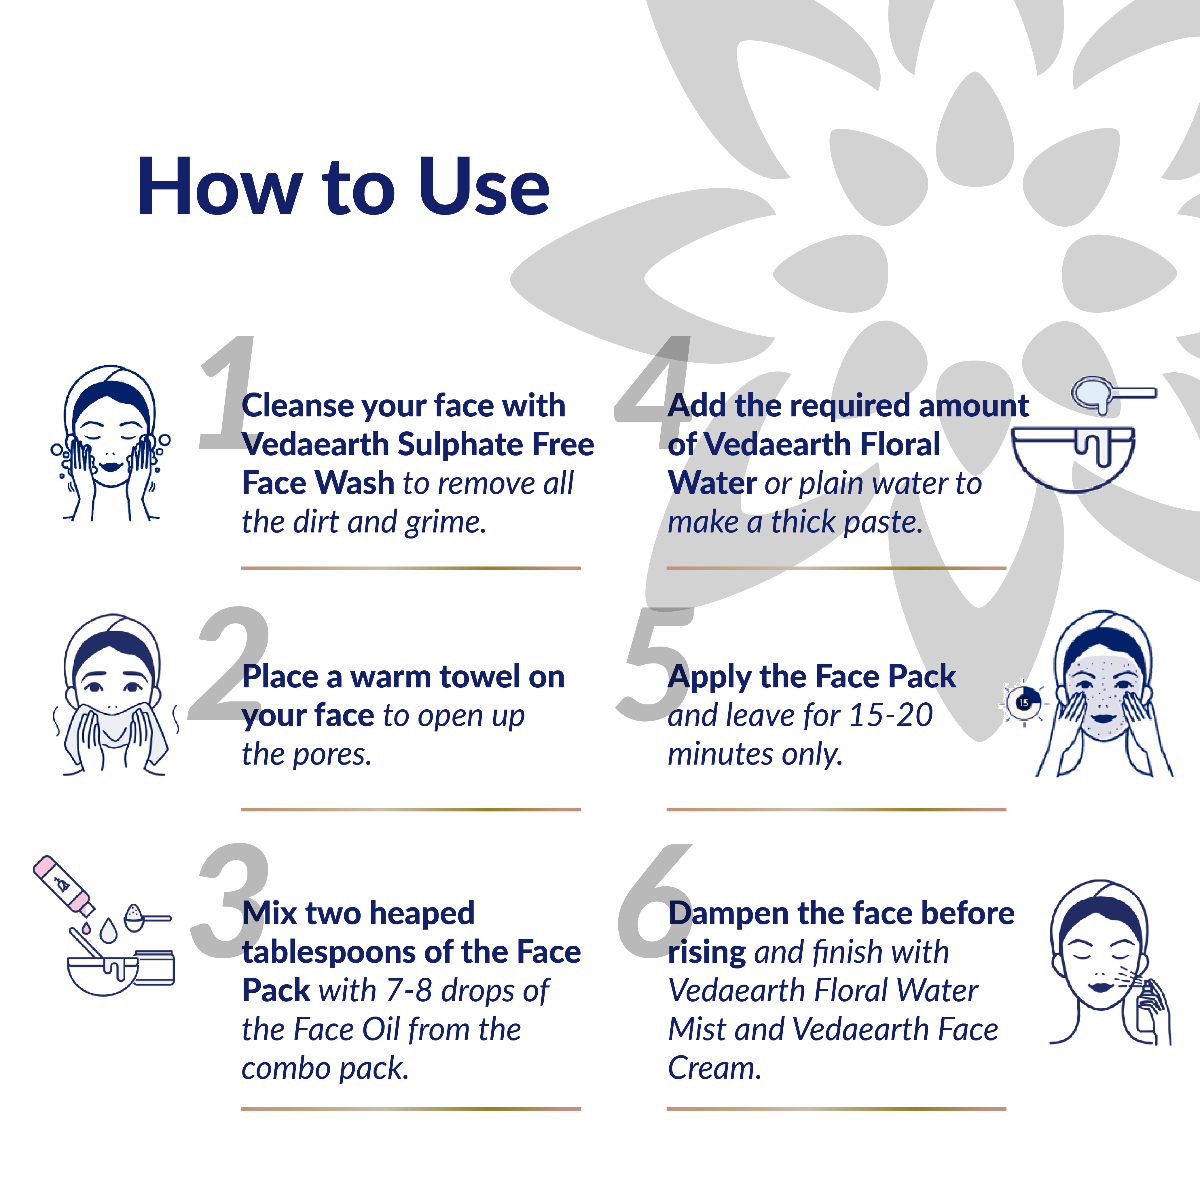 How to Use
1
Cleanse your face with
Vedaearth Sulphate Free
Face Wash to remove all
the dirt and grime.
2
Place a warm towel on
your face to open up
the pores.
3
Mix two heaped
tablespoons of the Face
Pack with 7-8 drops of
the Face Oil from the
combo pack.
4
Add the required amount
of Vedaearth Floral
Water or plain water to
make a thick paste.
5
Apply the Face Pack
and leave for 15-20
minutes only.
15
6
Dampen the face before
rising and finish with
Vedaearth Floral Water
Mist and Vedaearth Face
Cream.